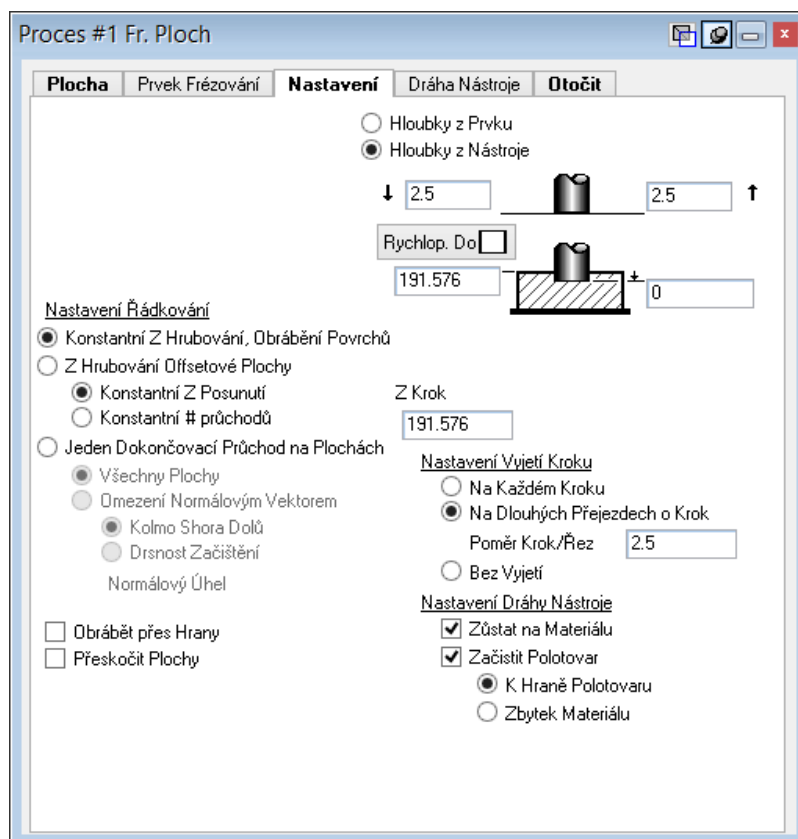 Proces #1 Fr. Ploch
Plocha Prvek Frézování Nastavení Dráha Nástroje Otočit
Hloubky z Prvku
Hloubky z Nástroje
2.5 2.5
Rychlop. Do
191.576 0
Nastavení Řádkování
Konstantní Z Hrubování, Obrábění Povrchů
Z Hrubování Offsetové Plochy
Konstantní Z Posunutí
Konstantní # průchodů
Z Krok
191.576
Jeden Dokončovací Průchod na Plochách
Všechny Plochy
Omezení Normálovým Vektorem
Kolmo Shora Dolů
Drsnost Začištění
Normálový Úhel
Nastavení Vyjetí Kroku
Na Každém Kroku
Na Dlouhých Přejezdech o Krok
Poměr Krok/Řez 2.5
Bez Vyjetí
Obrábět přes Hrany
Přeskočit Plochy
Nastavení Dráhy Nástroje
Zůstat na Materiálu
Začistit Polotovar
K Hraně Polotovaru
Zbytek Materiálu